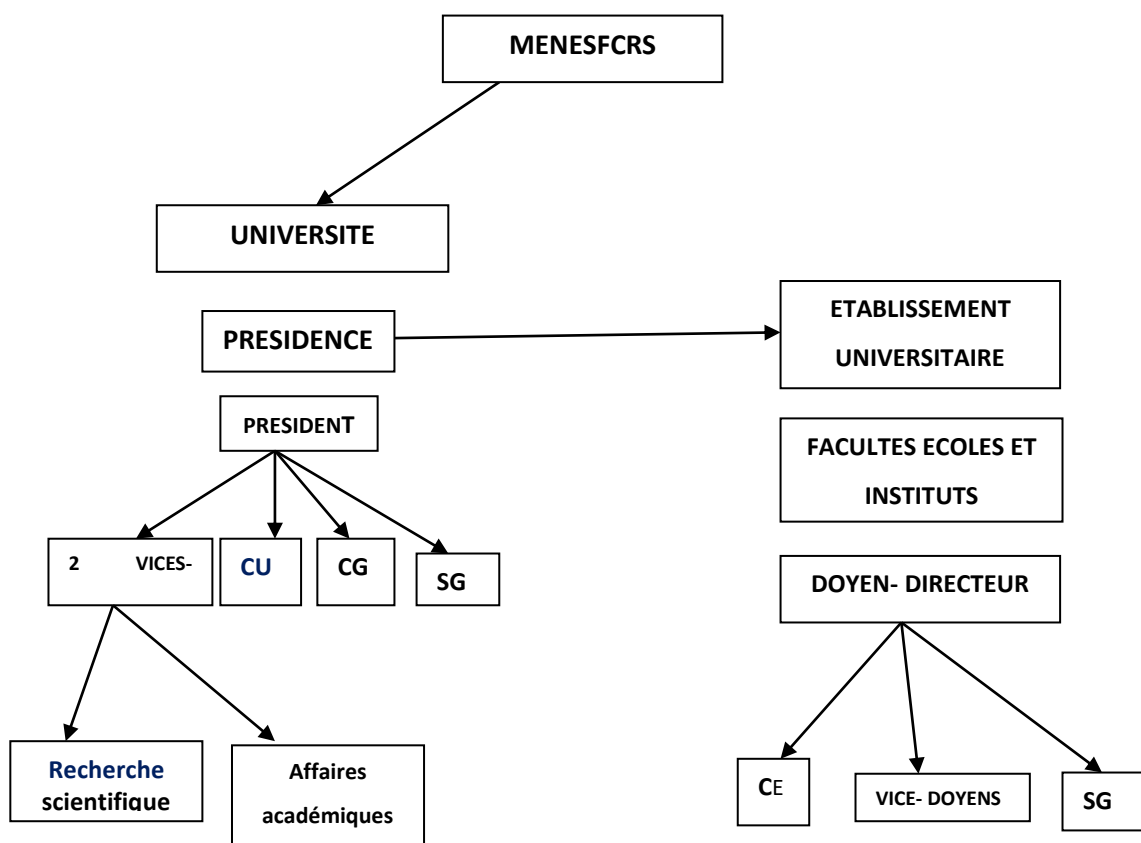 MENESFCRS
UNIVERSITE
PRESIDENCE
ETABLISSEMENT
UNIVERSITAIRE
PRESIDENT
FACULTES ECOLES ET
INSTITUTS
2 VICES-
CU
CG
SG
DOYEN- DIRECTEUR
Recherche
scientifique
Affaires
académiques
CE
VICE- DOYENS
SG